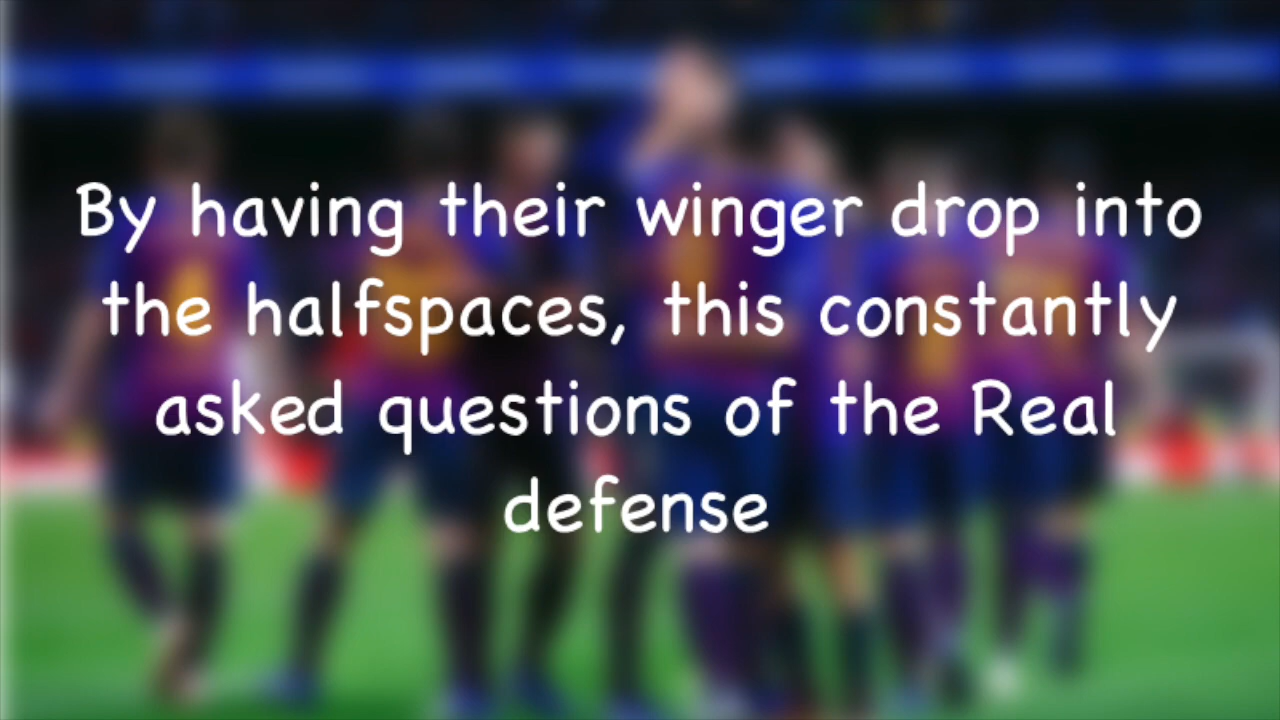 By having their winger drop into
the halfspaces, this constantly
asked questions of the Real
defense